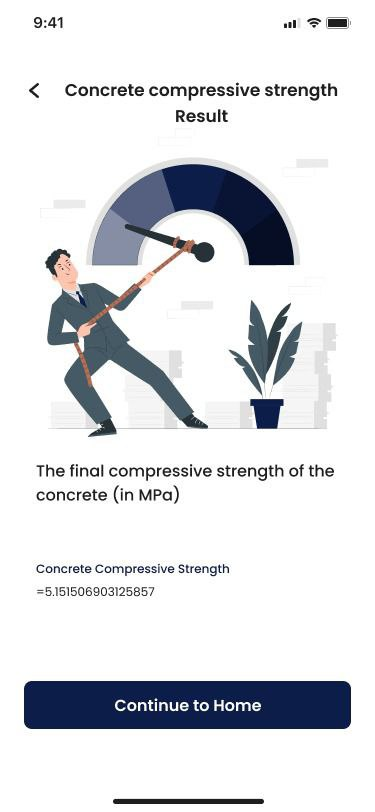 9:41
Concrete compressive strength
Result
The final compressive strength of the
concrete (in MPa)
Concrete Compressive Strength
=5.151506903125857
Continue to Home